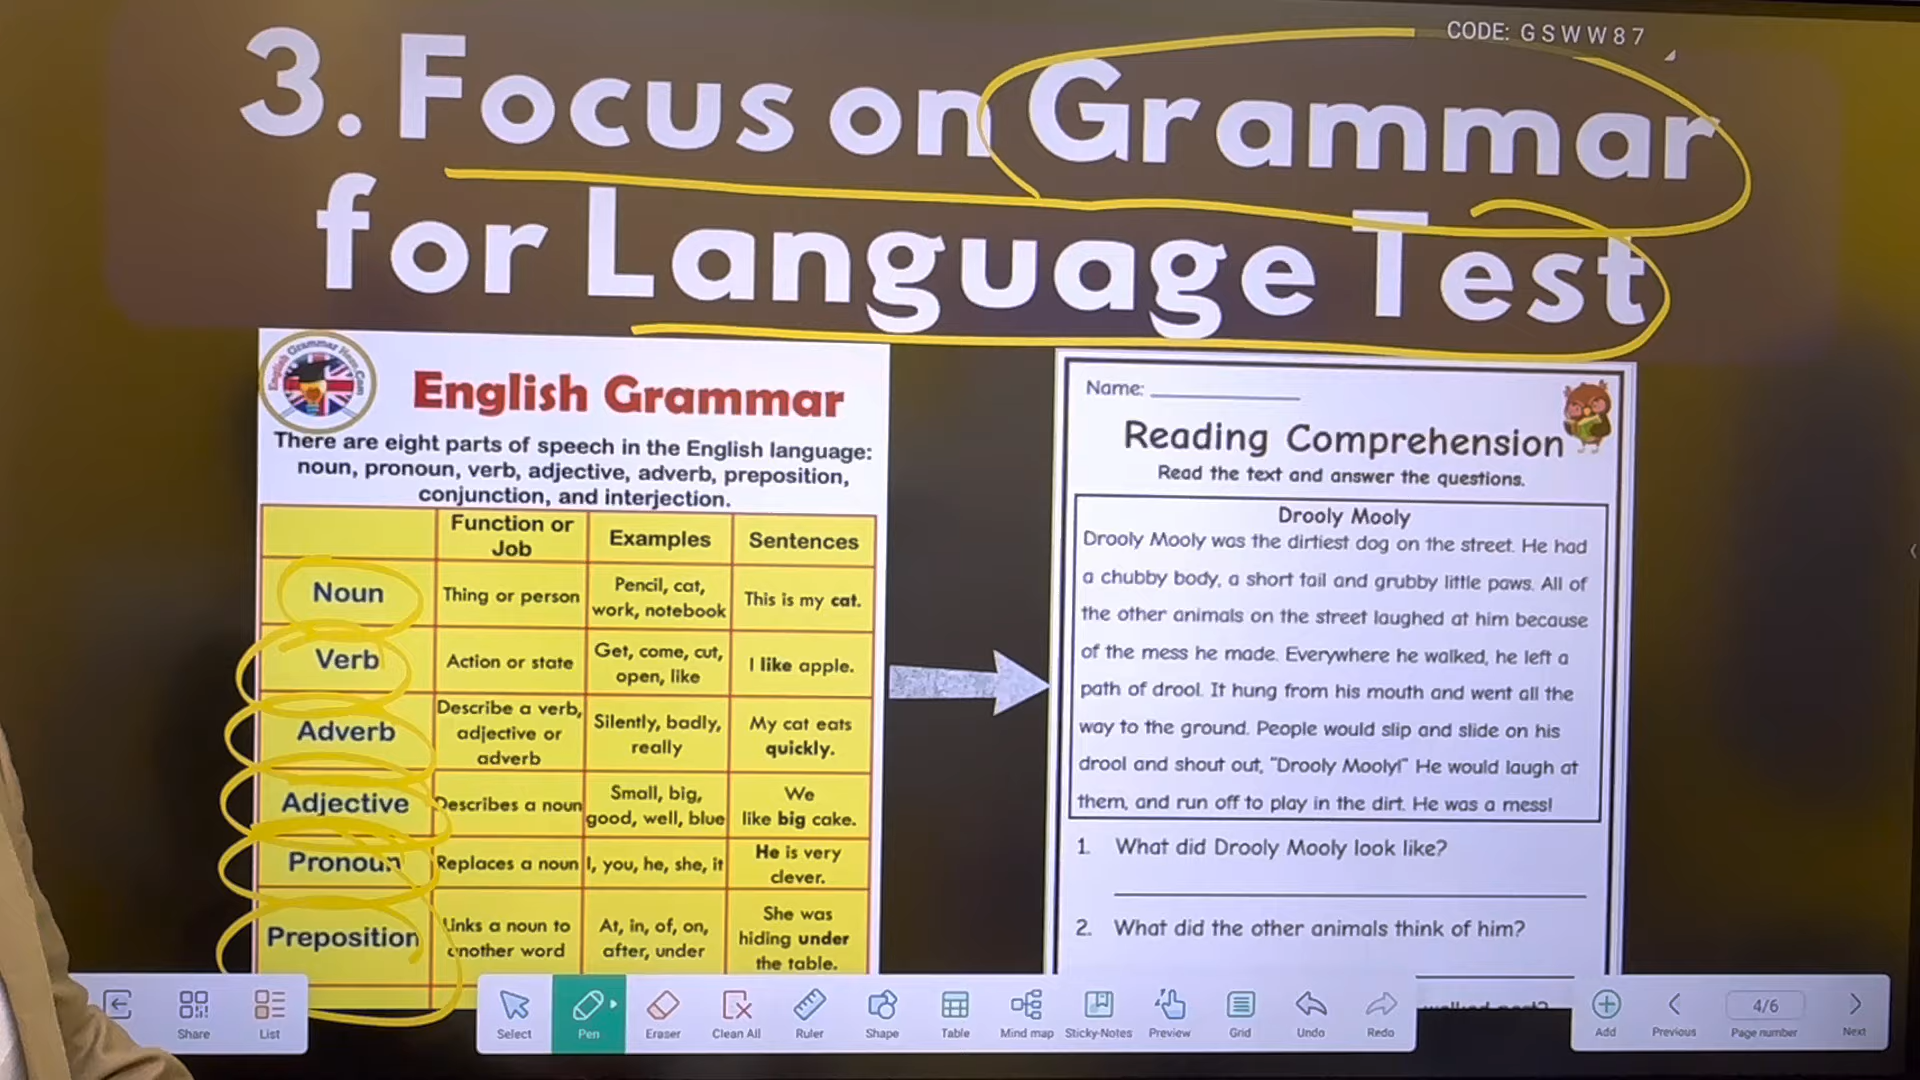 CODE: GSWW87
3. Focus on Grammar
for Language Test
English Grammar Here.Com
English Grammar
There are eight parts of speech in the English language:
noun, pronoun, verb, adjective, adverb, preposition,
conjunction, and interjection.
Function or Job Examples Sentences
Noun Thing or person Pencil, cat, work, notebook This is my cat.
Verb Action or state Get, come, cut, open, like I like apple.
Adverb Describe a verb, adjective or adverb Silently, badly, really My cat eats quickly.
Adjective Describes a noun Small, big, good, well, blue We like big cake.
Pronoun Replaces a noun I, you, he, she, it He is very clever.
Preposition Links a noun to another word At, in, of, on, after, under She was hiding under the table.
Name:
Reading Comprehension
Read the text and answer the questions.
Drooly Mooly
Drooly Mooly was the dirtiest dog on the street. He had
a chubby body, a short tail and grubby little paws. All of
the other animals on the street laughed at him because
of the mess he made. Everywhere he walked, he left a
path of drool. It hung from his mouth and went all the
way to the ground. People would slip and slide on his
drool and shout out, "Drooly Mooly!" He would laugh at
them, and run off to play in the dirt. He was a mess!
1. What did Drooly Mooly look like?
2. What did the other animals think of him?
Share List
Select Pen Eraser Clean All Ruler Shape Table Mind map Sticky-Notes Preview Grid Undo Redo
Add Previous 4/6 Page number Next